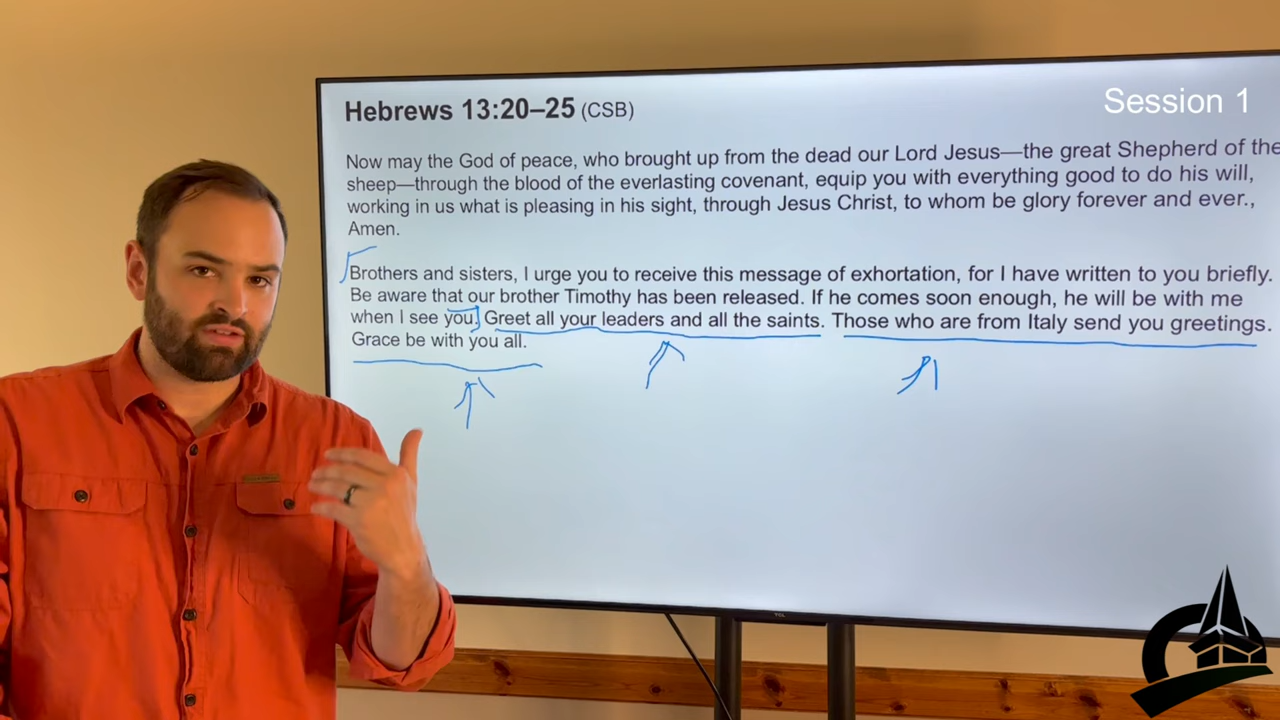 Session 1
Hebrews 13:20–25 (CSB)
Now may the God of peace, who brought up from the dead our Lord Jesus—the great Shepherd of the
sheep—through the blood of the everlasting covenant, equip you with everything good to do his will,
working in us what is pleasing in his sight, through Jesus Christ, to whom be glory forever and ever.,
Amen.
Brothers and sisters, I urge you to receive this message of exhortation, for I have written to you briefly.
Be aware that our brother Timothy has been released. If he comes soon enough, he will be with me
when I see you. Greet all your leaders and all the saints. Those who are from Italy send you greetings.
Grace be with you all.
TCL